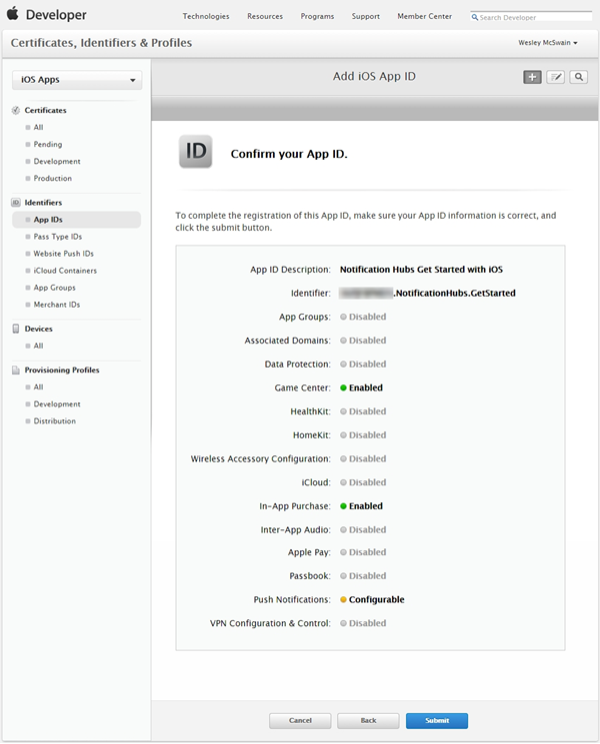 Developer
Technologies Resources Programs Support Member Center Search Developer
Certificates, Identifiers & Profiles
Wesley McSwain
iOS Apps
Certificates
All
Pending
Development
Production
Identifiers
App IDs
Pass Type IDs
Website Push IDs
iCloud Containers
App Groups
Merchant IDs
Devices
All
Provisioning Profiles
All
Development
Distribution
Add iOS App ID
ID
Confirm your App ID.
To complete the registration of this App ID, make sure your App ID information is correct, and
click the submit button.
App ID Description: Notification Hubs Get Started with iOS
Identifier: .NotificationHubs.GetStarted
App Groups: Disabled
Associated Domains: Disabled
Data Protection: Disabled
Game Center: Enabled
HealthKit: Disabled
HomeKit: Disabled
Wireless Accessory Configuration: Disabled
iCloud: Disabled
In-App Purchase: Enabled
Inter-App Audio: Disabled
Apple Pay: Disabled
Passbook: Disabled
Push Notifications: Configurable
VPN Configuration & Control: Disabled
Cancel Back Submit